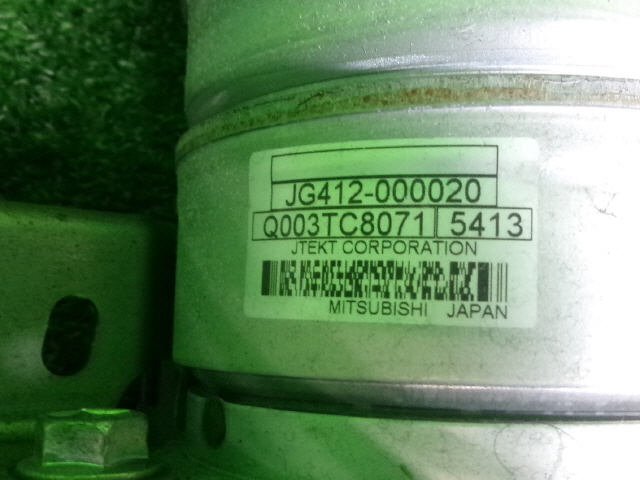 JG412-000020
Q003TC8071 5413
JTEKT CORPORATION
MITSUBISHI JAPAN